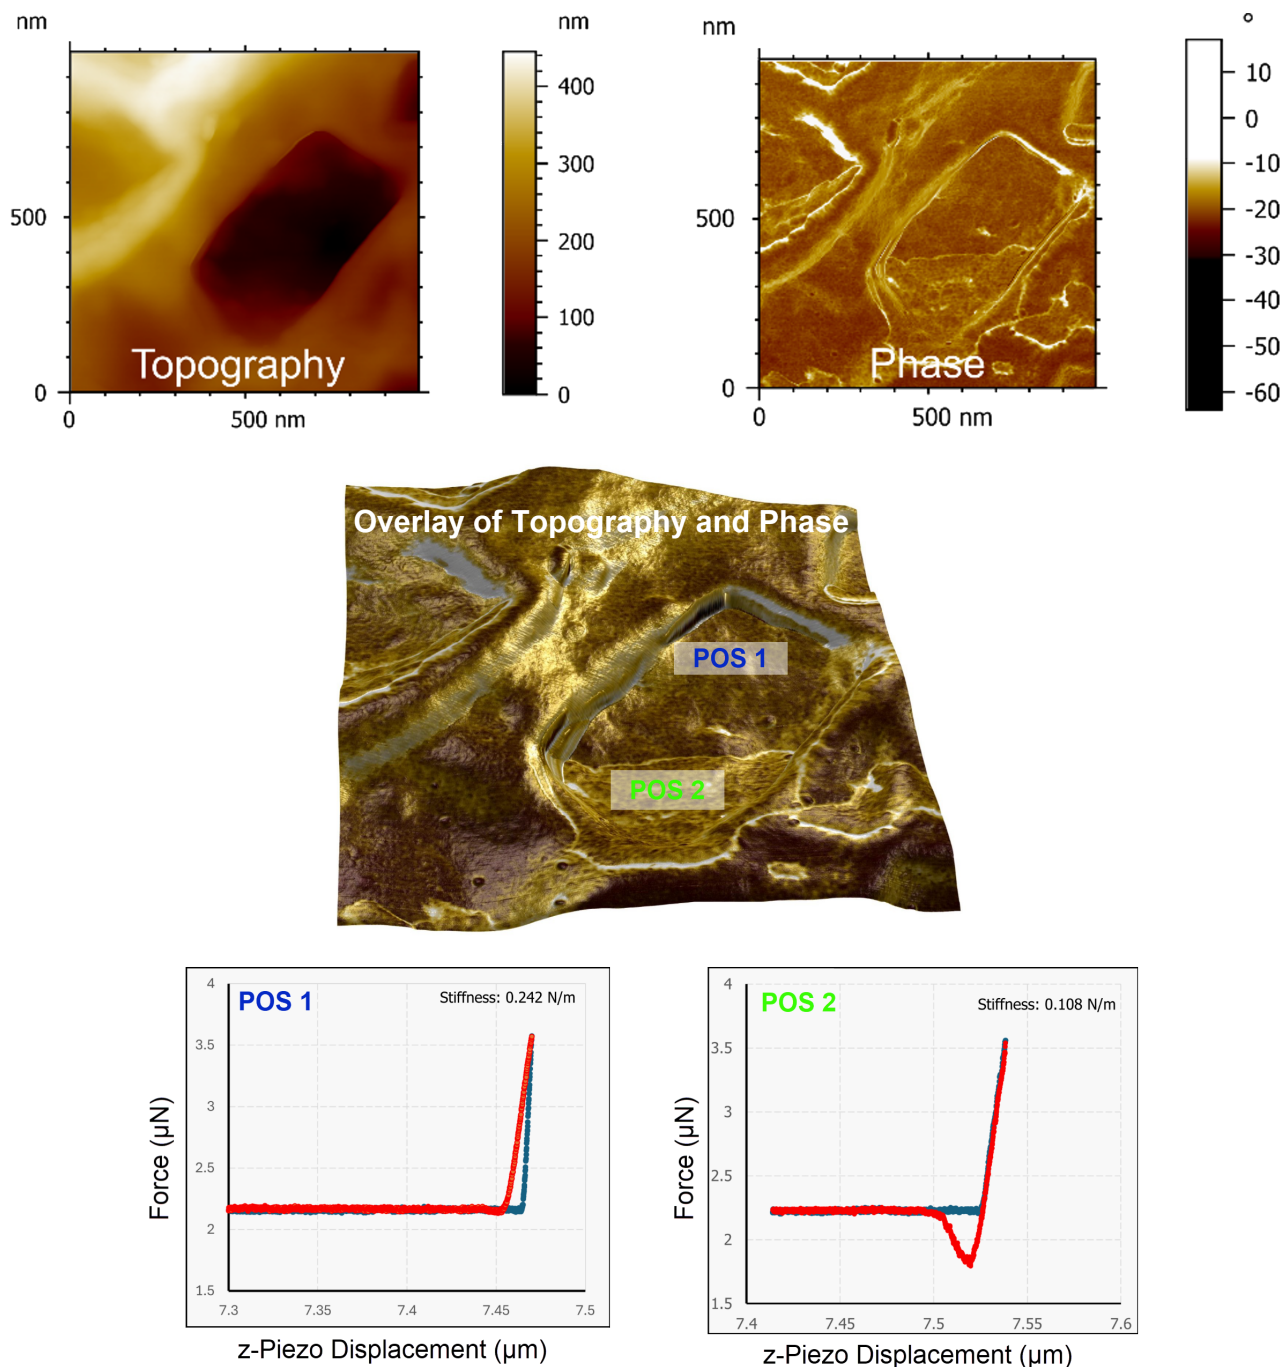 nm
nm
400
300
200
100
0
500
0
0
500 nm
Topography
nm
°
10
0
-10
-20
-30
-40
-50
-60
500
0
0
500 nm
Phase
Overlay of Topography and Phase
POS 1
POS 2
POS 1
Stiffness: 0.242 N/m
4
3.5
3
2.5
2
1.5
7.3
7.35
7.4
7.45
7.5
Force (µN)
z-Piezo Displacement (µm)
POS 2
Stiffness: 0.108 N/m
4
3.5
3
2.5
2
1.5
7.4
7.45
7.5
7.55
7.6
Force (µN)
z-Piezo Displacement (µm)